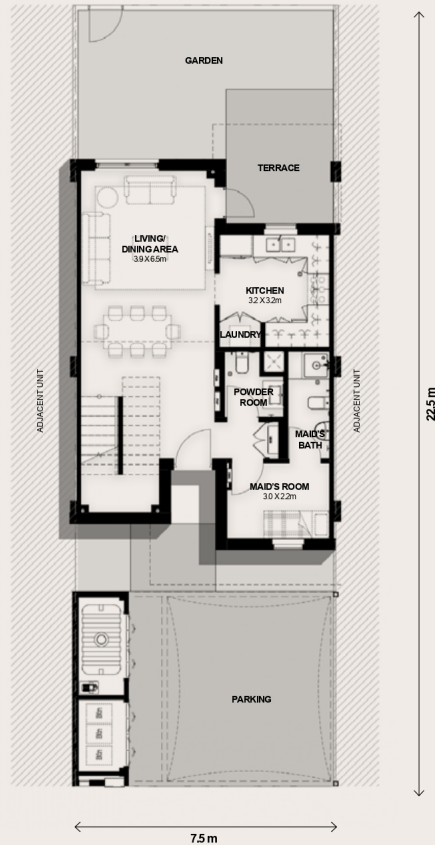 GARDEN
TERRACE
LIVING/
DINING AREA
3.9 X 6.5m
KITCHEN
3.2 X 3.2m
LAUNDRY
POWDER
ROOM
MAID'S
BATH
MAID'S ROOM
3.0 X 2.2m
ADJACENT UNIT
ADJACENT UNIT
22.5 m
PARKING
7.5 m